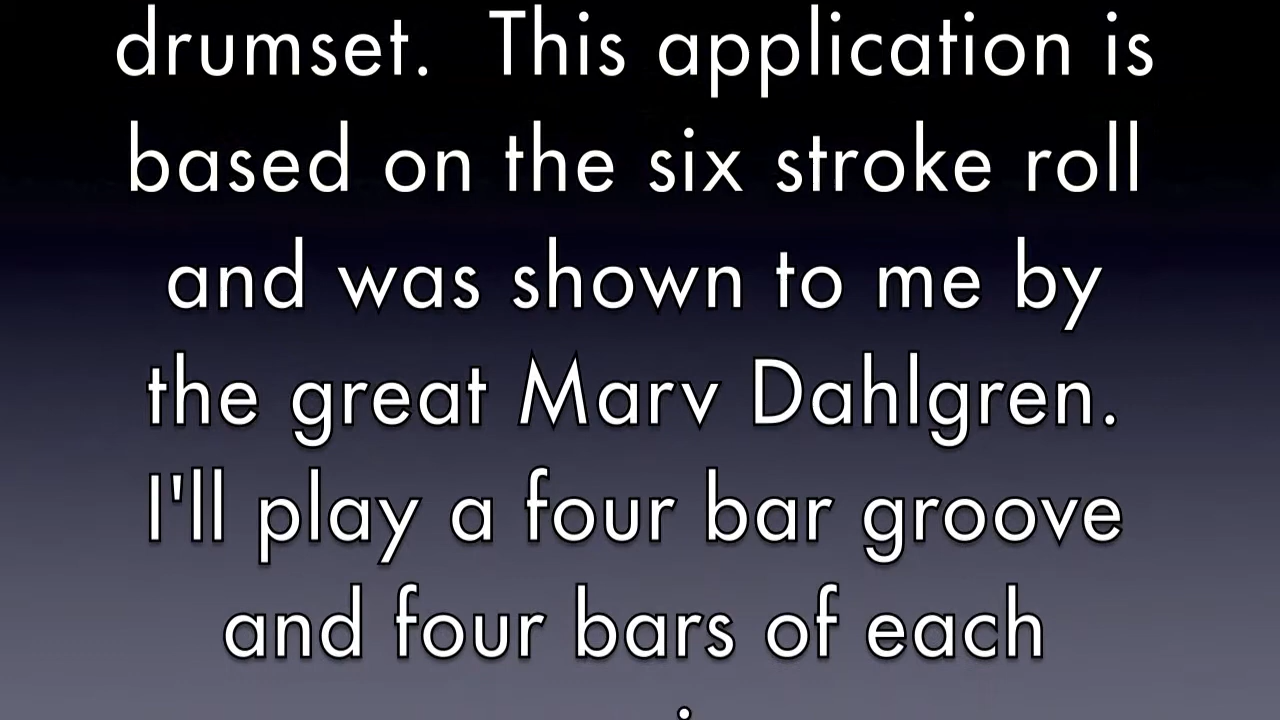 drumset.  This application is
based on the six stroke roll
and was shown to me by
the great Marv Dahlgren.
I'll play a four bar groove
and four bars of each